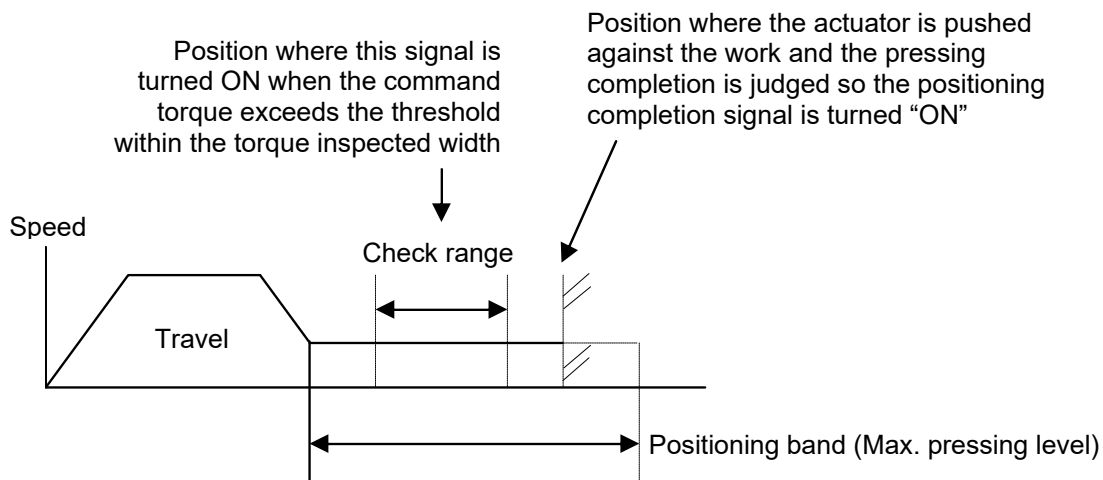 Position where this signal is
turned ON when the command
torque exceeds the threshold
within the torque inspected width
Position where the actuator is pushed
against the work and the pressing
completion is judged so the positioning
completion signal is turned “ON”
Speed
Check range
Travel
Positioning band (Max. pressing level)